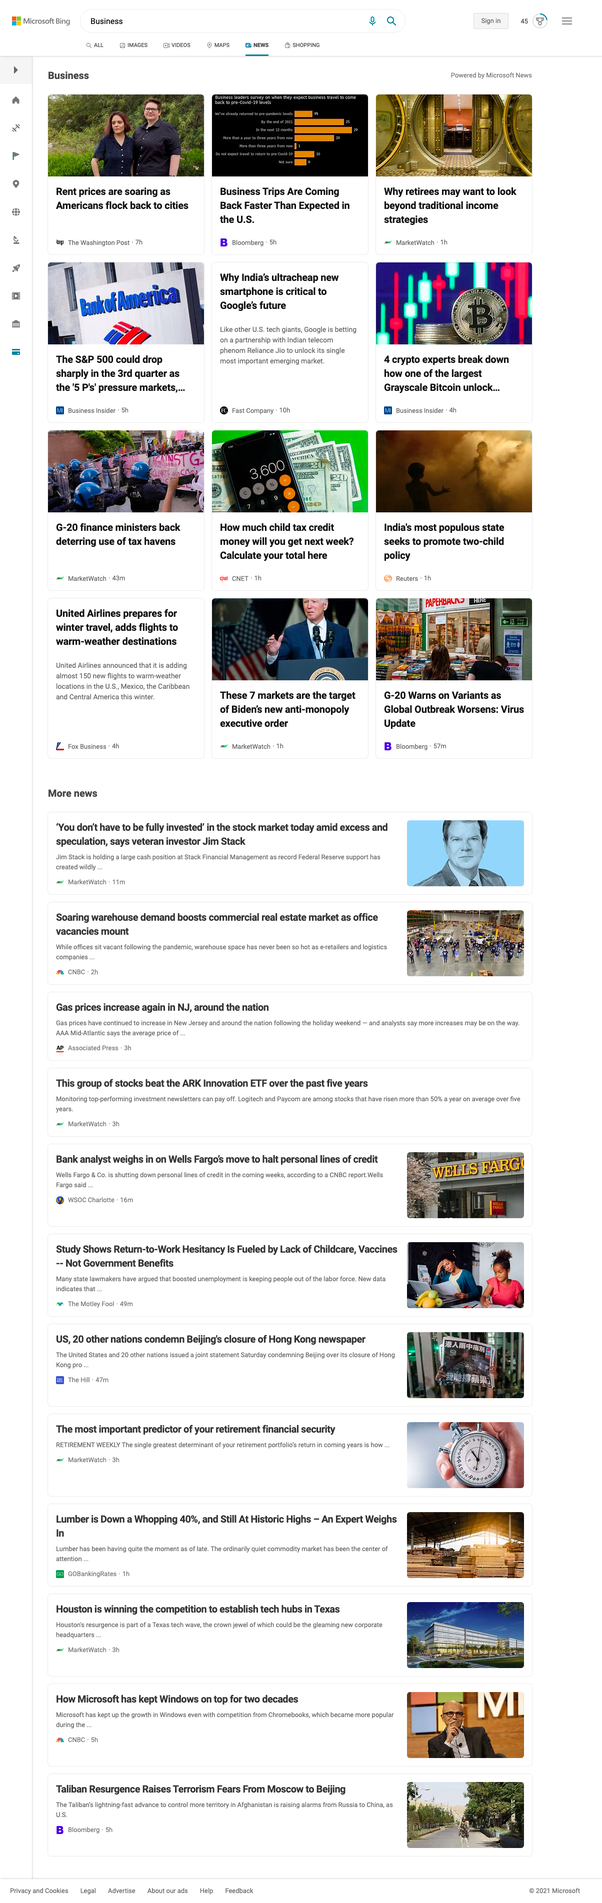 Microsoft Bing
Business
Sign in
45
ALL
IMAGES
VIDEOS
MAPS
NEWS
SHOPPING
Business
Powered by Microsoft News
Business leaders survey on when they expect business travel to come
back to pre-Covid-19 levels
We've already returned to pre-pandemic levels
By the end of 2021
In the next 12 months
More than a year to three years from now
More than three years from now
Do not expect travel to return to pre-Covid-19
Not sure
Rent prices are soaring as
Americans flock back to cities
The Washington Post · 7h
Business Trips Are Coming
Back Faster Than Expected in
the U.S.
Bloomberg · 5h
Why retirees may want to look
beyond traditional income
strategies
MarketWatch · 1h
Bank of America
The S&P 500 could drop
sharply in the 3rd quarter as
the '5 P's' pressure markets,...
Business Insider · 5h
Why India's ultracheap new
smartphone is critical to
Google's future
Like other U.S. tech giants, Google is betting
on a partnership with Indian telecom
phenom Reliance Jio to unlock its single
most important emerging market.
Fast Company · 10h
4 crypto experts break down
how one of the largest
Grayscale Bitcoin unlock...
Business Insider · 4h
G-20 finance ministers back
deterring use of tax havens
MarketWatch · 43m
3,600
How much child tax credit
money will you get next week?
Calculate your total here
CNET · 1h
India's most populous state
seeks to promote two-child
policy
Reuters · 1h
United Airlines prepares for
winter travel, adds flights to
warm-weather destinations
United Airlines announced that it is adding
almost 150 new flights to warm-weather
locations in the U.S., Mexico, the Caribbean
and Central America this winter.
Fox Business · 4h
These 7 markets are the target
of Biden's new anti-monopoly
executive order
MarketWatch · 1h
PAPERBACKS
G-20 Warns on Variants as
Global Outbreak Worsens: Virus
Update
Bloomberg · 57m
More news
'You don't have to be fully invested' in the stock market today amid excess and
speculation, says veteran investor Jim Stack
Jim Stack is holding a large cash position at Stack Financial Management as record Federal Reserve support has
created wildly ...
MarketWatch · 11m
Soaring warehouse demand boosts commercial real estate market as office
vacancies mount
While offices sit vacant following the pandemic, warehouse space has never been so hot as e-retailers and logistics
companies ...
CNBC · 2h
Gas prices increase again in NJ, around the nation
Gas prices have continued to increase in New Jersey and around the nation following the holiday weekend — and analysts say more increases may be on the way.
AAA Mid-Atlantic says the average price of ...
AP Associated Press · 3h
This group of stocks beat the ARK Innovation ETF over the past five years
Monitoring top-performing investment newsletters can pay off. Logitech and Paycom are among stocks that have risen more than 50% a year on average over five
years.
MarketWatch · 3h
Bank analyst weighs in on Wells Fargo's move to halt personal lines of credit
Wells Fargo & Co. is shutting down personal lines of credit in the coming weeks, according to a CNBC report.Wells
Fargo said ...
WSOC Charlotte · 16m
WELLS FARGO
Study Shows Return-to-Work Hesitancy Is Fueled by Lack of Childcare, Vaccines
-- Not Government Benefits
Many state lawmakers have argued that boosted unemployment is keeping people out of the labor force. New data
indicates that ...
The Motley Fool · 49m
US, 20 other nations condemn Beijing's closure of Hong Kong newspaper
The United States and 20 other nations issued a joint statement Saturday condemning Beijing over its closure of Hong
Kong pro ...
The Hill · 47m
The most important predictor of your retirement financial security
RETIREMENT WEEKLY The single greatest determinant of your retirement portfolio's return in coming years is how ...
MarketWatch · 3h
Lumber is Down a Whopping 40%, and Still At Historic Highs – An Expert Weighs
In
Lumber has been having quite the moment as of late. The ordinarily quiet commodity market has been the center of
attention ...
GOBankingRates · 1h
Houston is winning the competition to establish tech hubs in Texas
Houston's resurgence is part of a Texas tech wave, the crown jewel of which could be the gleaming new corporate
headquarters ...
MarketWatch · 3h
How Microsoft has kept Windows on top for two decades
Microsoft has kept up the growth in Windows even with competition from Chromebooks, which became more popular
during the ...
CNBC · 5h
Taliban Resurgence Raises Terrorism Fears From Moscow to Beijing
The Taliban's lightning-fast advance to control more territory in Afghanistan is raising alarms from Russia to China, as
U.S.
Bloomberg · 5h
Privacy and Cookies
Legal
Advertise
About our ads
Help
Feedback
© 2021 Microsoft